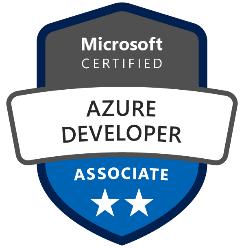 Microsoft
CERTIFIED
AZURE
DEVELOPER
ASSOCIATE